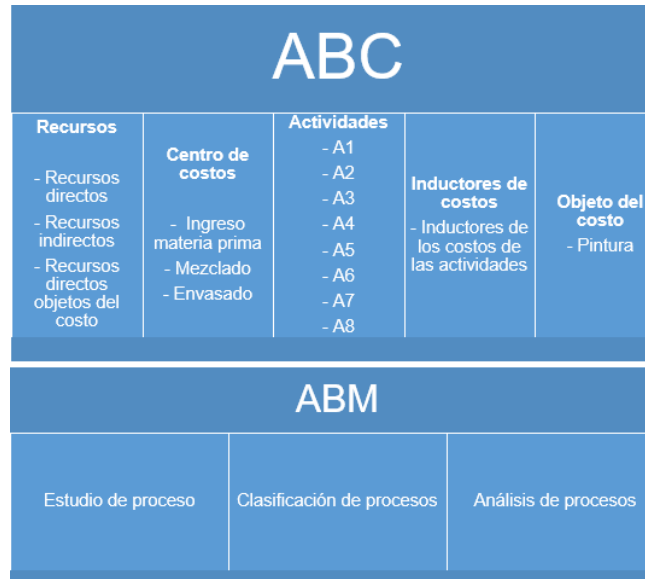 ABC
Recursos
- Recursos
directos
- Recursos
indirectos
- Recursos
directos
objetos del
costo
Centro de
costos
- Ingreso
materia prima
- Mezclado
- Envasado
Actividades
- A1
- A2
- A3
- A4
- A5
- A6
- A7
- A8
Inductores de
costos
- Inductores de
los costos de
las actividades
Objeto del
costo
- Pintura
ABM
Estudio de proceso
Clasificación de procesos
Análisis de procesos